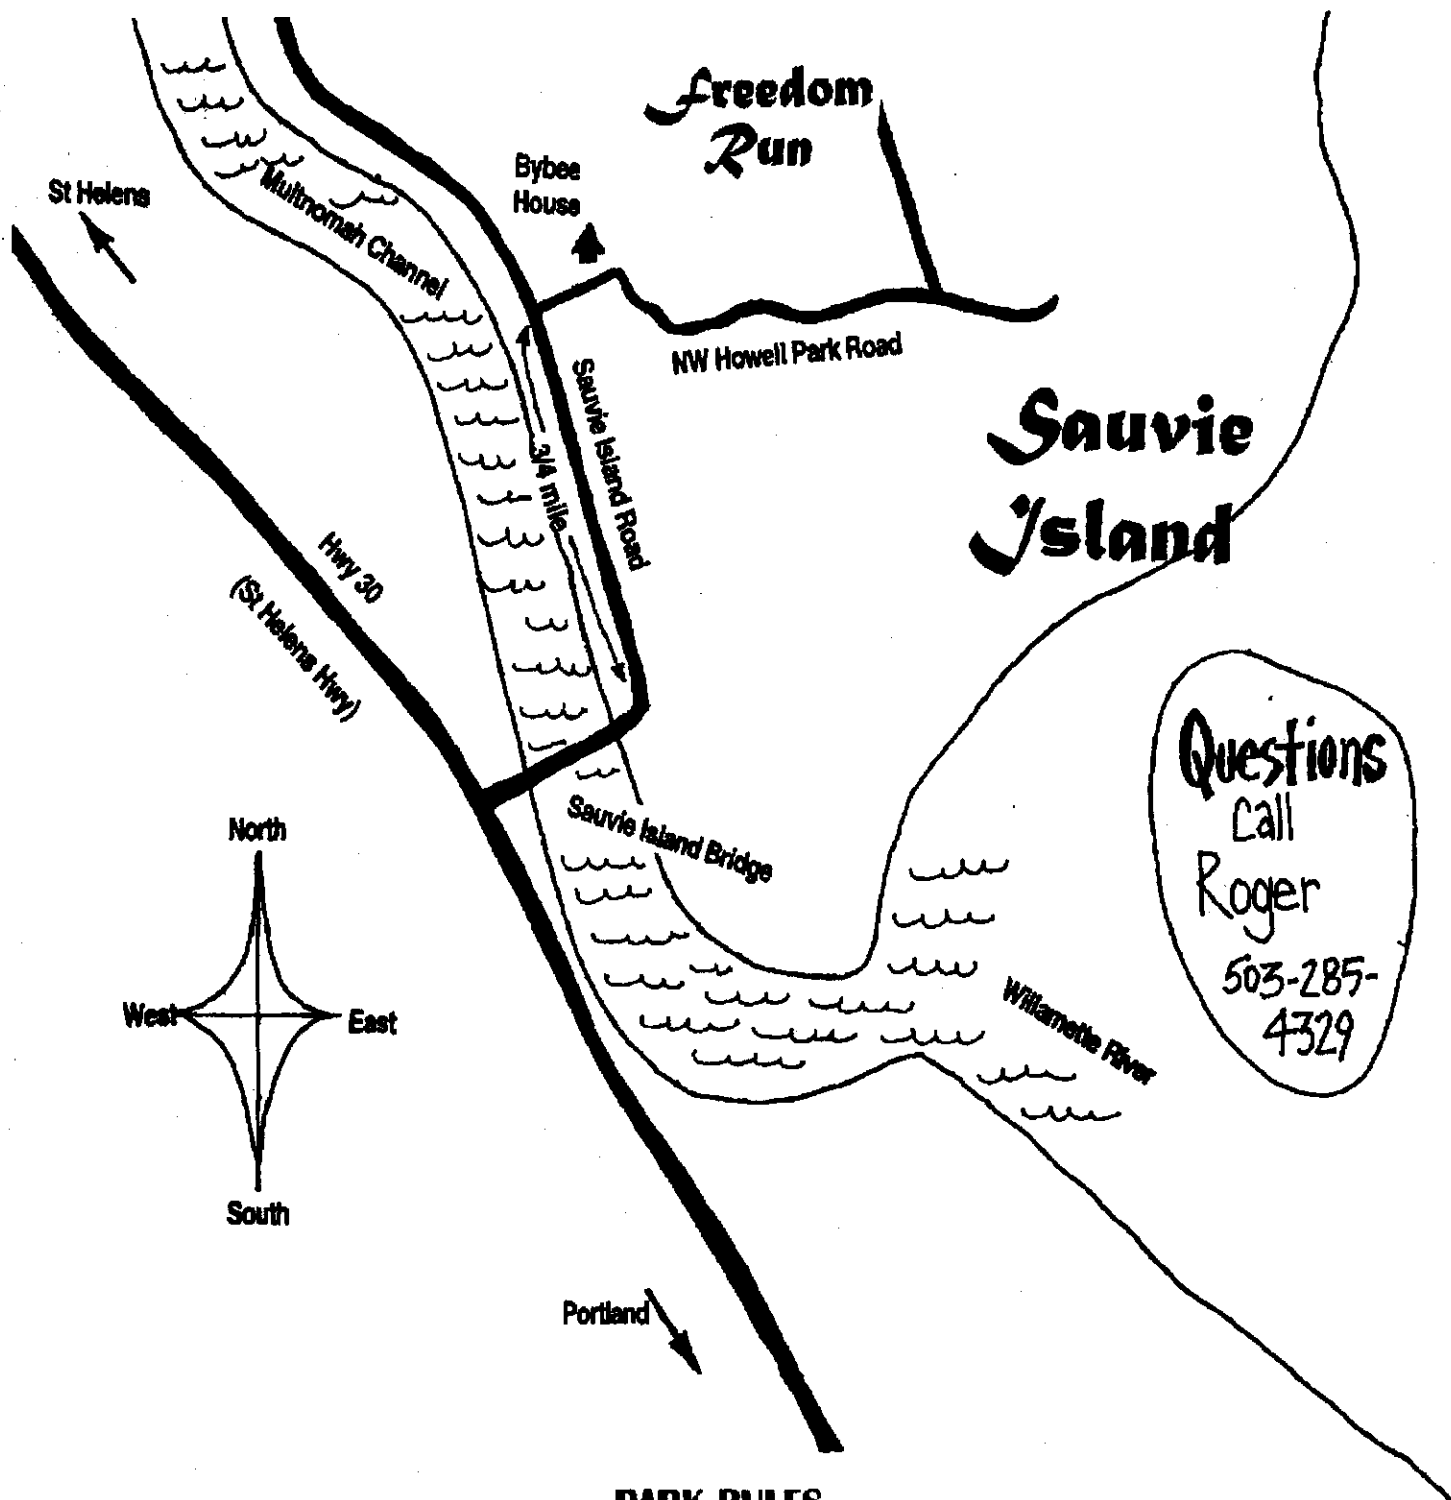 Freedom
Run
Bybee
House
St Helens
Multnomah Channel
NW Howell Park Road
Sauvie Island Road
3/4 mile
Sauvie
Island
Hwy 30
(St Helens Hwy)
Questions
Call
Roger
503-285-
4329
Sauvie Island Bridge
North
West
East
South
Willamette River
Portland
PARK RULES